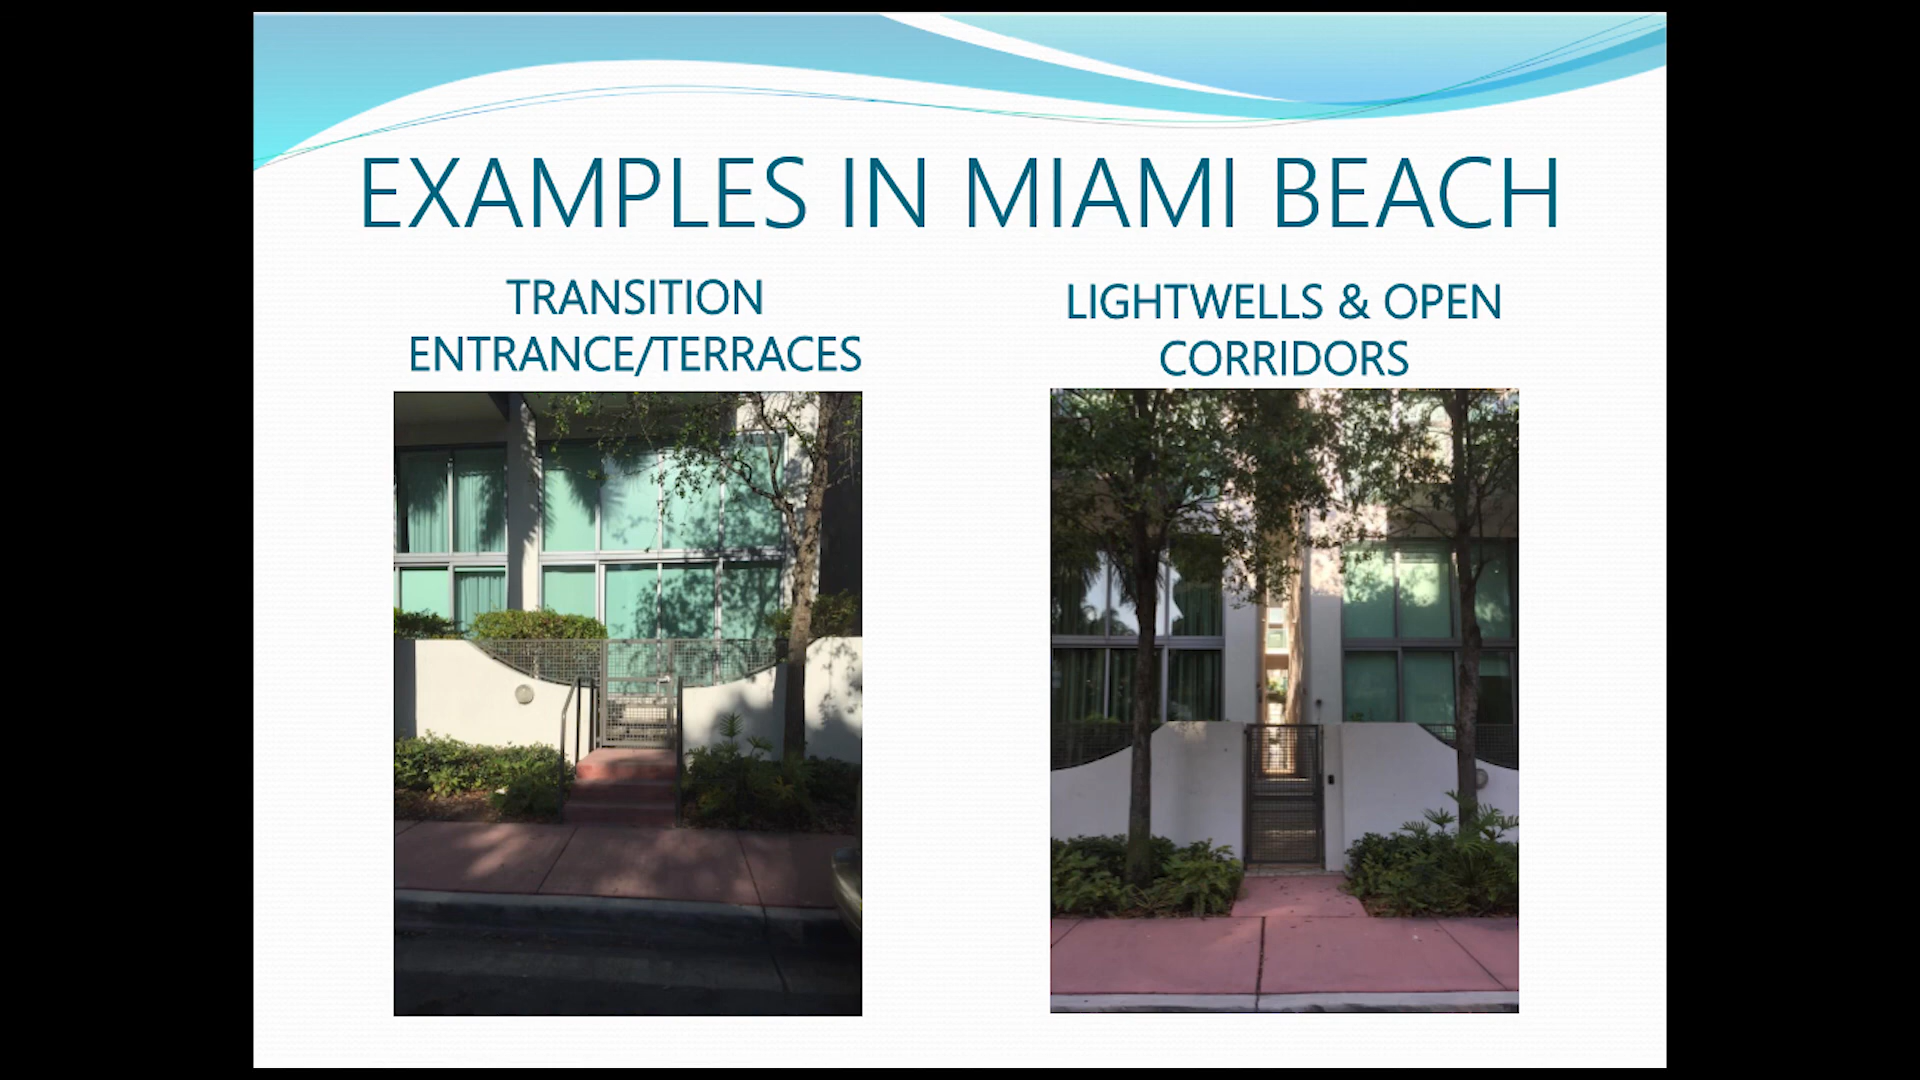 EXAMPLES IN MIAMI BEACH
TRANSITION
ENTRANCE/TERRACES
LIGHTWELLS & OPEN
CORRIDORS